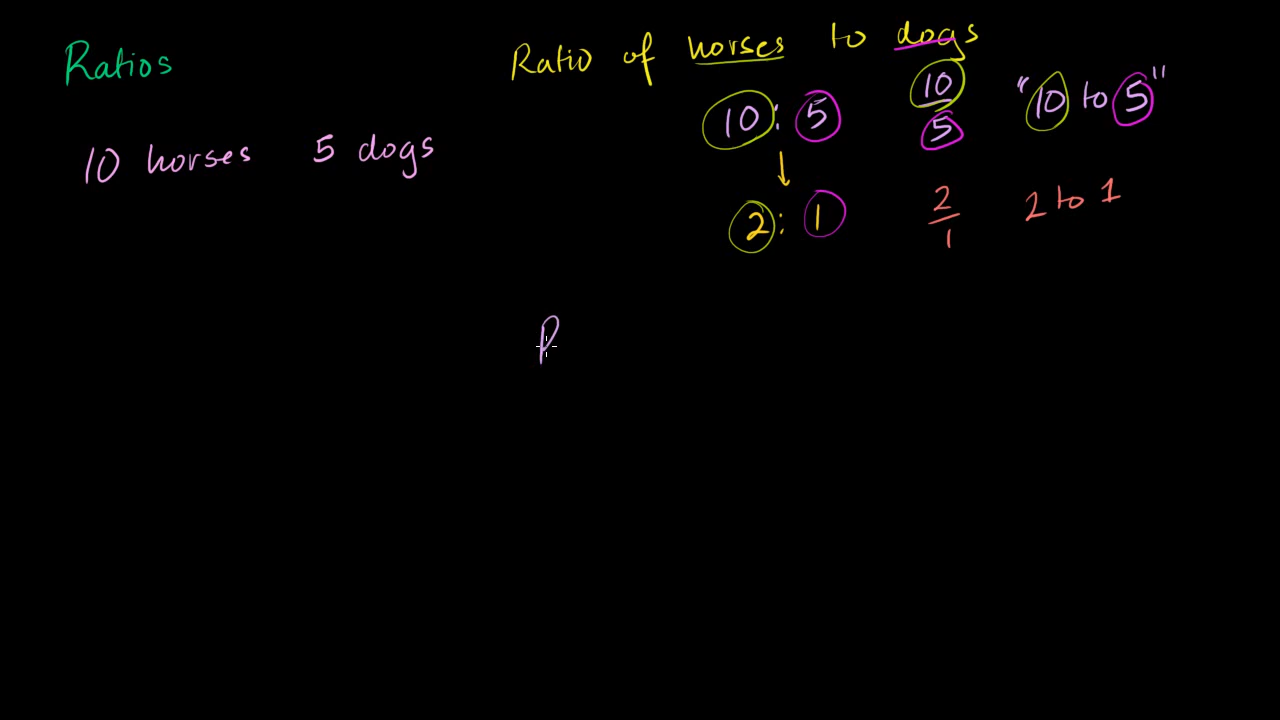 Ratios
10 horses 5 dogs
Ratio of horses to dogs
10 : 5 10/5 "10 to 5"
2 : 1 2/1 2 to 1